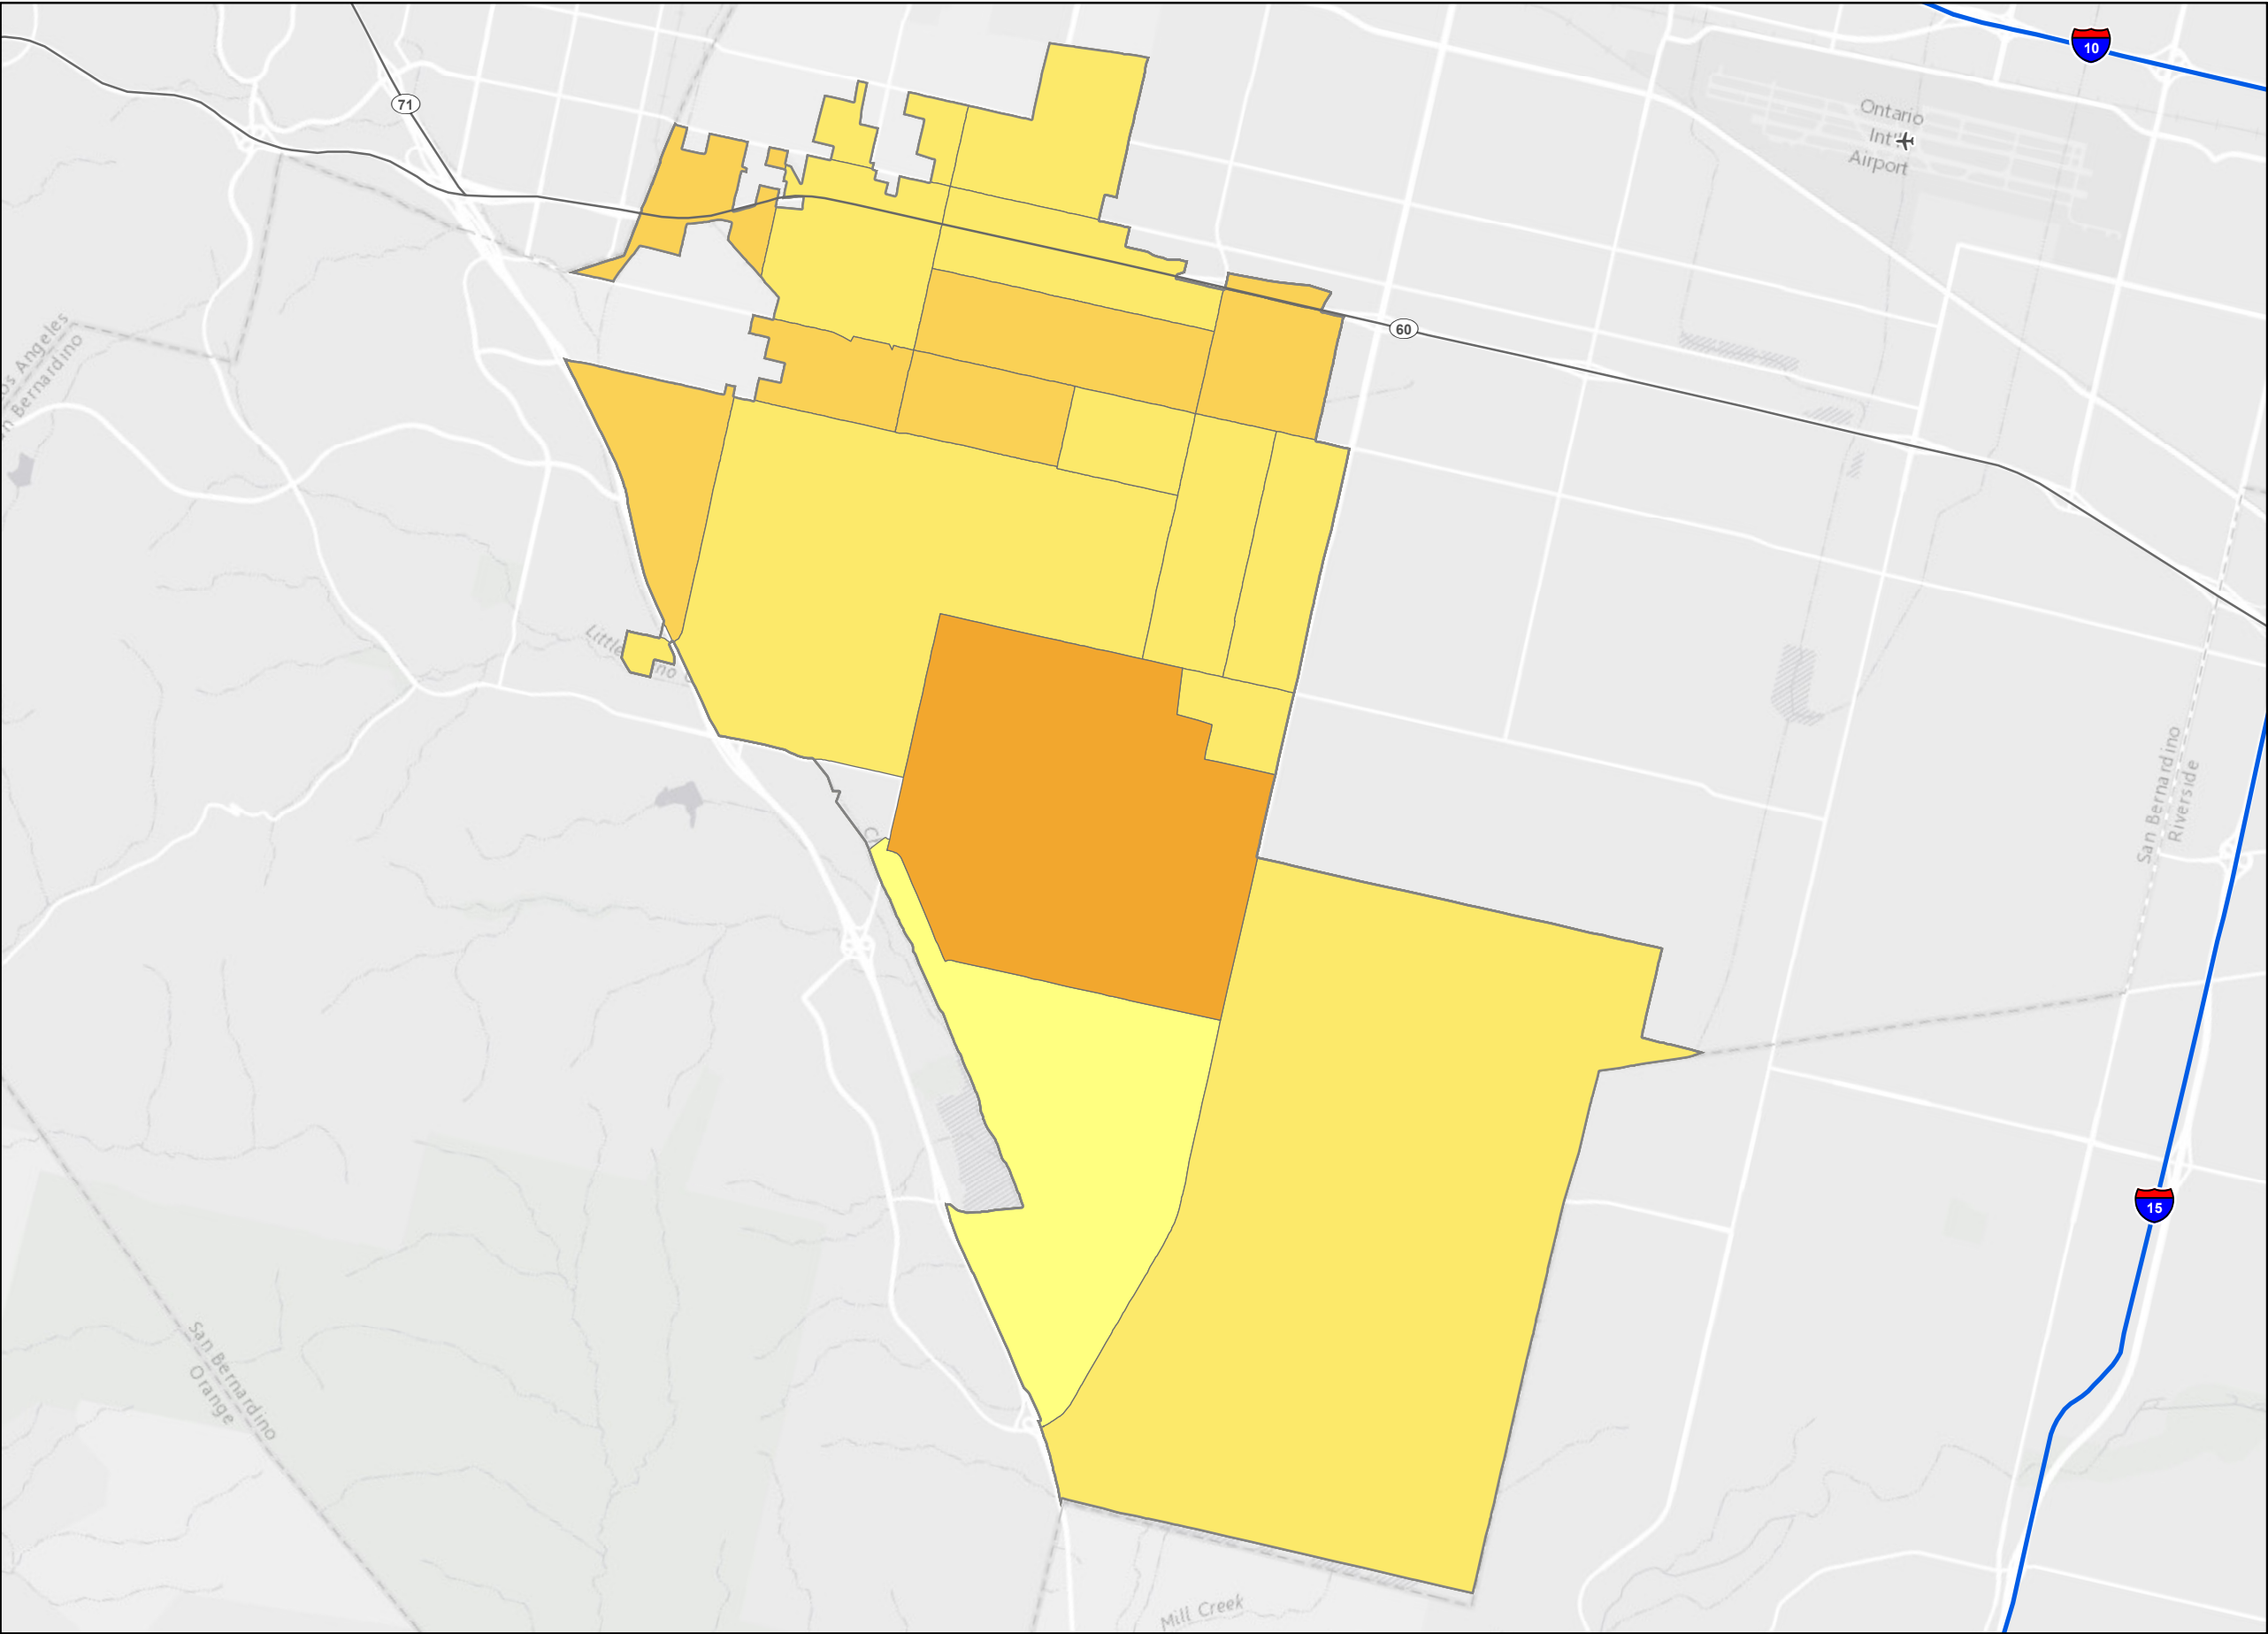 10
Ontario
Int'l
Airport
71
60
Los Angeles
San Bernardino
Little
no
C
San Bernardino
Riverside
15
San Bernardino
Orange
Mill Creek